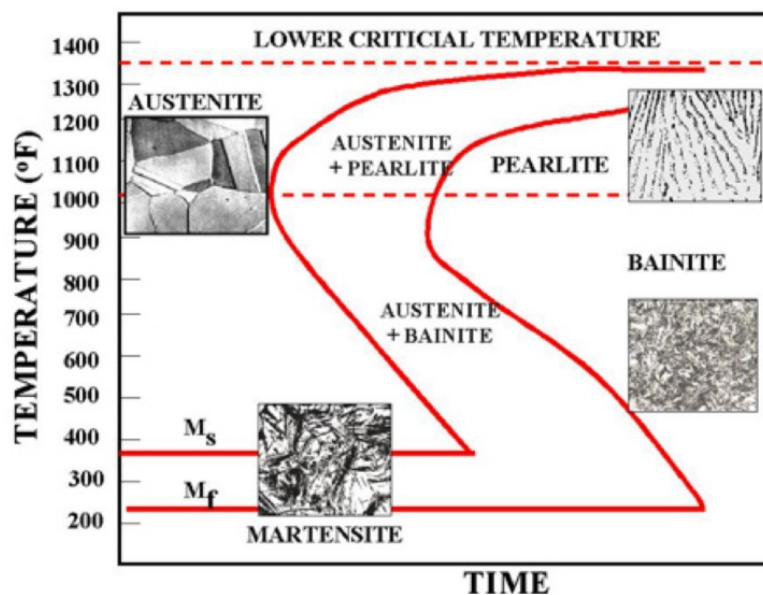 1400
LOWER CRITICIAL TEMPERATURE
1300
AUSTENITE
1200
1100
AUSTENITE
+ PEARLITE
PEARLITE
1000
900
BAINITE
800
AUSTENITE
+ BAINITE
700
600
500
400
Ms
300
Mf
200
MARTENSITE
TEMPERATURE (ºF)
TIME